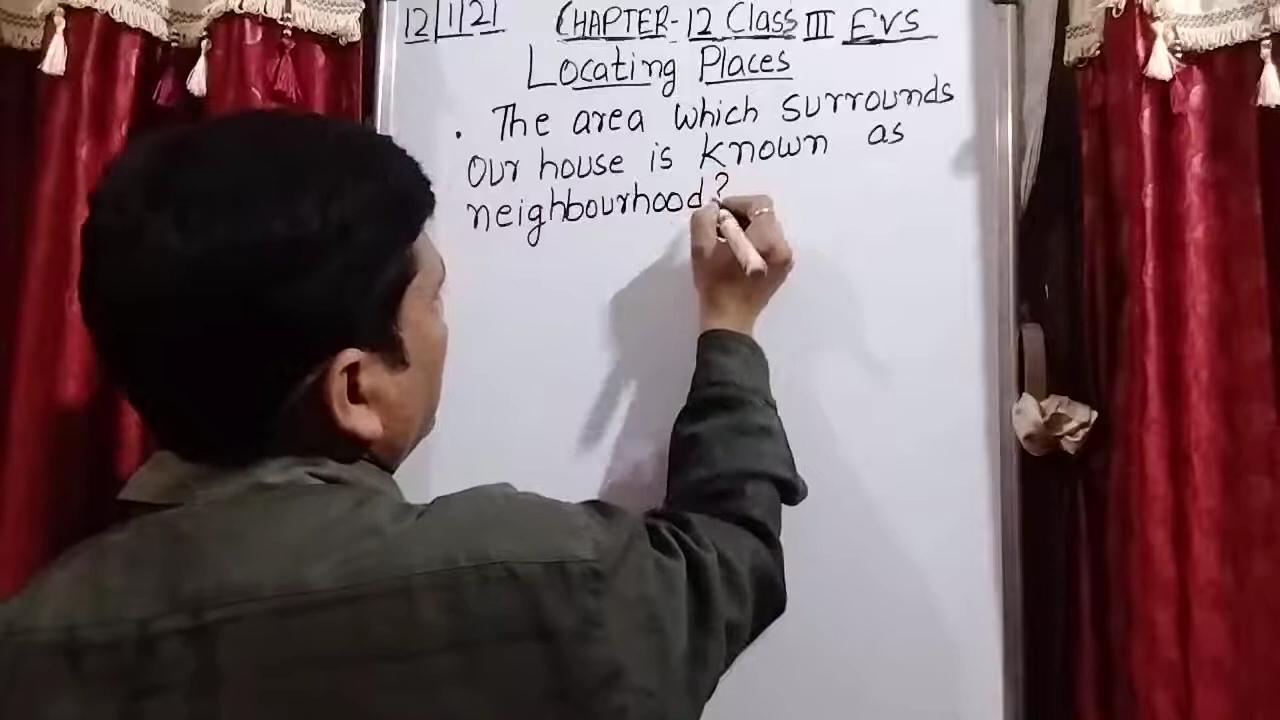 12/1/21 CHAPTER-12 Class III EVS
Locating Places
. The area which surrounds
our house is known as
neighbourhood?